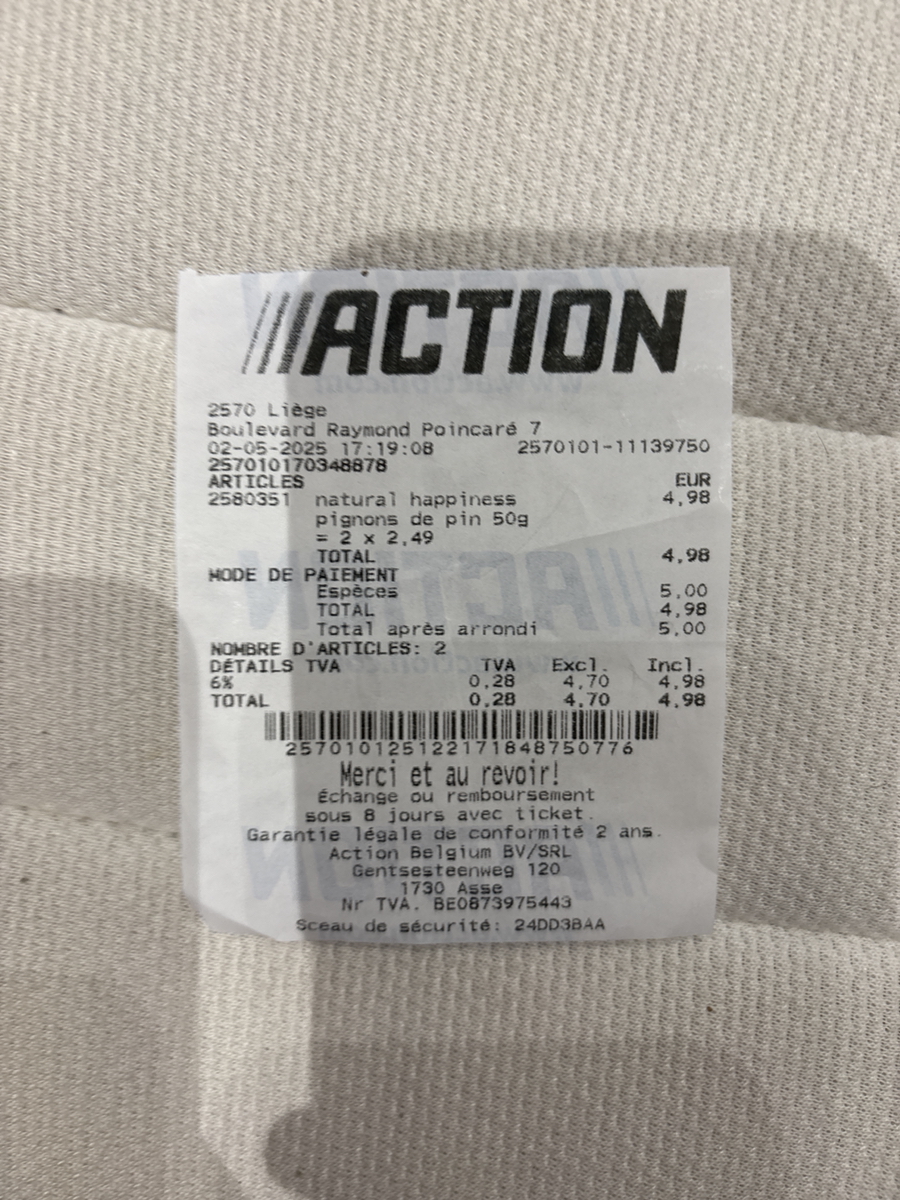 ACTION
2570 Liège
Boulevard Raymond Poincaré 7
02-05-2025 17:19:08 2570101-11139750
257010170348878
ARTICLES EUR
2580351 natural happiness 4,98
pignons de pin 50g
= 2 x 2,49
TOTAL 4,98
MODE DE PAIEMENT
Espèces 5,00
TOTAL 4,98
Total après arrondi 5,00
NOMBRE D'ARTICLES: 2
DÉTAILS TVA TVA Excl. Incl.
6% 0,28 4,70 4,98
TOTAL 0,28 4,70 4,98
257010125122171848750776
Merci et au revoir!
Échange ou remboursement
sous 8 jours avec ticket.
Garantie légale de conformité 2 ans.
Action Belgium BV/SRL
Gentsesteenweg 120
1730 Asse
Nr TVA. BE0873975443
Sceau de sécurité: 24DD3BAA